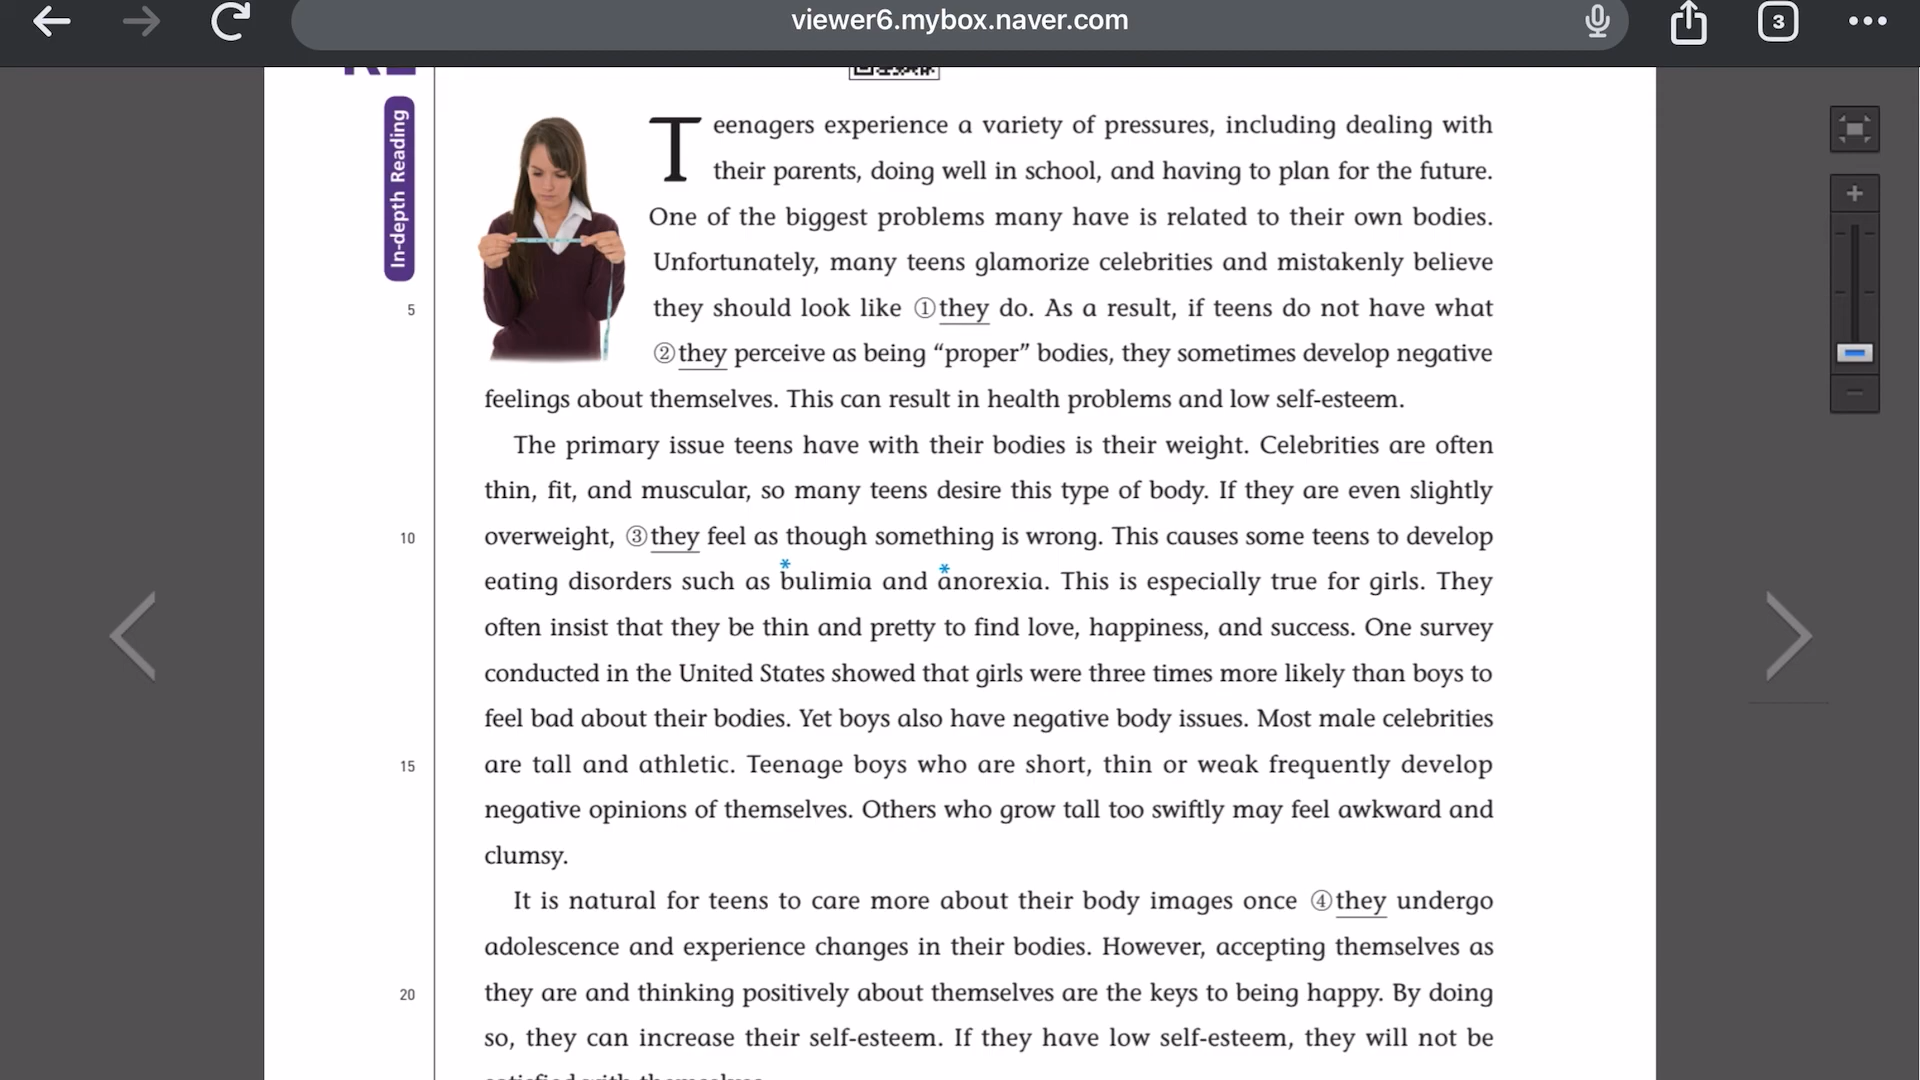 viewer6.mybox.naver.com
3
In-depth Reading
Teenagers experience a variety of pressures, including dealing with
their parents, doing well in school, and having to plan for the future.
One of the biggest problems many have is related to their own bodies.
Unfortunately, many teens glamorize celebrities and mistakenly believe
5 they should look like ①they do. As a result, if teens do not have what
②they perceive as being “proper” bodies, they sometimes develop negative
feelings about themselves. This can result in health problems and low self-esteem.
The primary issue teens have with their bodies is their weight. Celebrities are often
thin, fit, and muscular, so many teens desire this type of body. If they are even slightly
10 overweight, ③they feel as though something is wrong. This causes some teens to develop
eating disorders such as *bulimia and *anorexia. This is especially true for girls. They
often insist that they be thin and pretty to find love, happiness, and success. One survey
conducted in the United States showed that girls were three times more likely than boys to
feel bad about their bodies. Yet boys also have negative body issues. Most male celebrities
15 are tall and athletic. Teenage boys who are short, thin or weak frequently develop
negative opinions of themselves. Others who grow tall too swiftly may feel awkward and
clumsy.
It is natural for teens to care more about their body images once ④they undergo
adolescence and experience changes in their bodies. However, accepting themselves as
20 they are and thinking positively about themselves are the keys to being happy. By doing
so, they can increase their self-esteem. If they have low self-esteem, they will not be
satisfied with themselves.